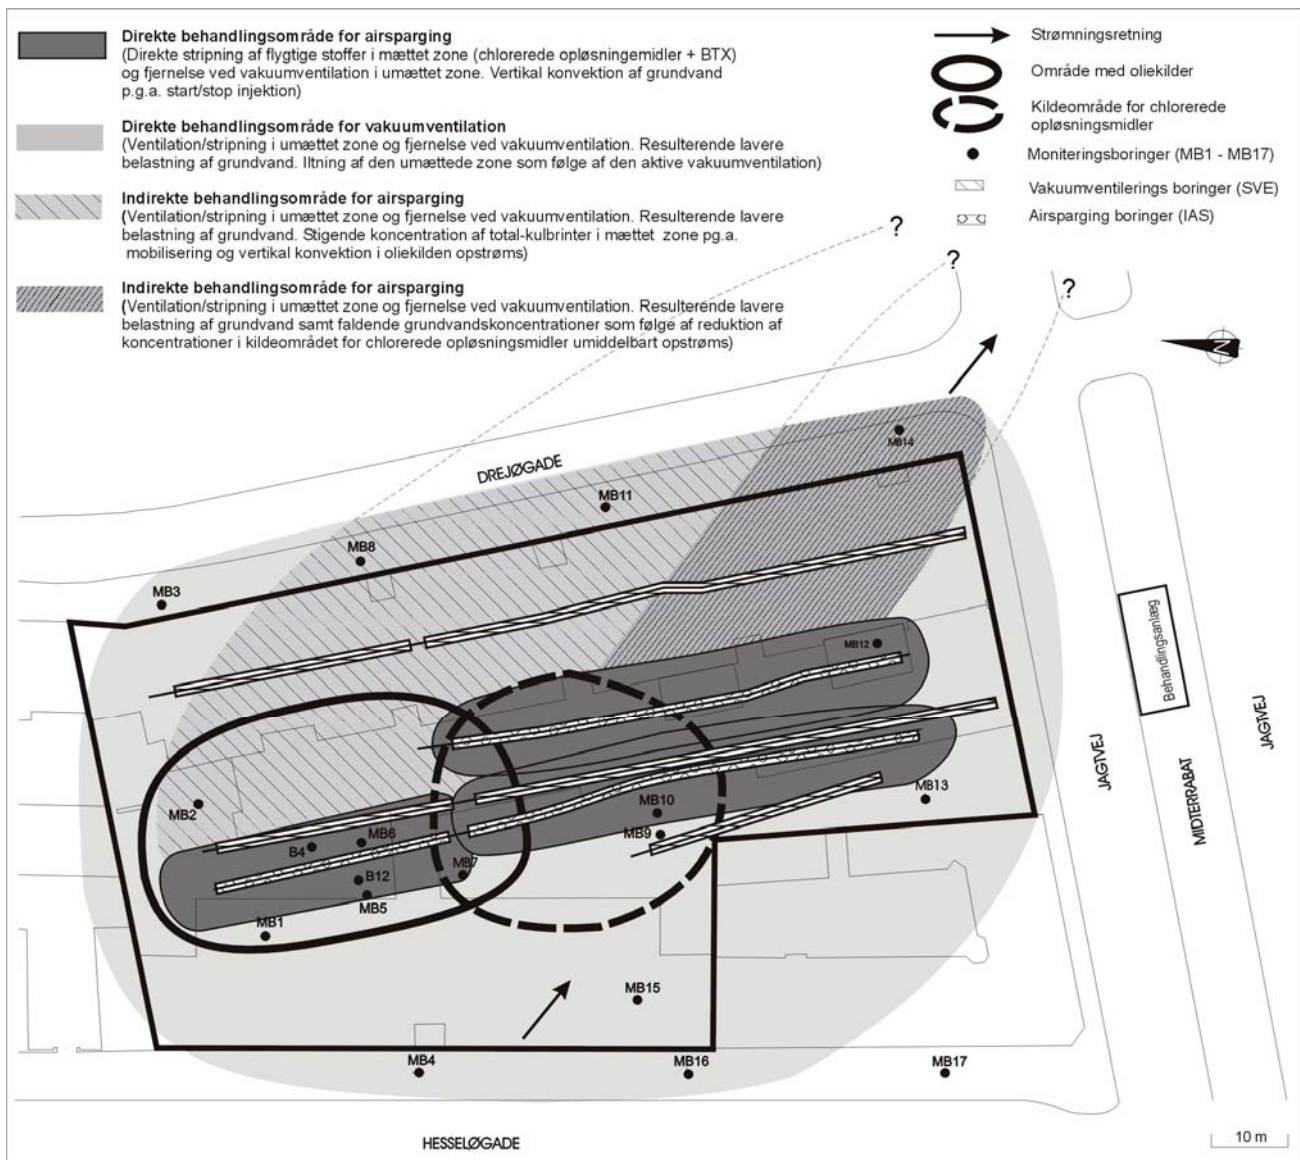 Direkte behandlingsområde for airsparging
(Direkte stripning af flygtige stoffer i mættet zone (chlorerede opløsningemidler + BTX)
og fjernelse ved vakuumventilation i umættet zone. Vertikal konvektion af grundvand
p.g.a. start/stop injektion)
Direkte behandlingsområde for vakuumventilation
(Ventilation/stripning i umættet zone og fjernelse ved vakuumventilation. Resulterende lavere
belastning af grundvand. Iltning af den umættede zone som følge af den aktive vakuumventilation)
Indirekte behandlingsområde for airsparging
(Ventilation/stripning i umættet zone og fjernelse ved vakuumventilation. Resulterende lavere
belastning af grundvand. Stigende koncentration af total-kulbrinter i mættet zone pg.a.
mobilisering og vertikal konvektion i oliekilden opstrøms)
Indirekte behandlingsområde for airsparging
(Ventilation/stripning i umættet zone og fjernelse ved vakuumventilation. Resulterende lavere
belastning af grundvand samt faldende grundvandskoncentrationer som følge af reduktion af
koncentrationer i kildeområdet for chlorerede opløsningsmidler umiddelbart opstrøms)
Strømningsretning
Område med oliekilder
Kildeområde for chlorerede
opløsningsmidler
Moniteringsboringer (MB1 - MB17)
Vakuumventilerings boringer (SVE)
Airsparging boringer (IAS)
?
?
?
N
DREJØGADE
MB14
MB11
MB8
MB3
MB12
Behandlingsanlæg
JAGTVEJ
MIDTERRABAT
JAGTVEJ
MB2
MB13
MB10
MB9
MB6
B4
MB7
B12
MB5
MB1
MB15
MB4
MB16
MB17
HESSELØGADE
10 m